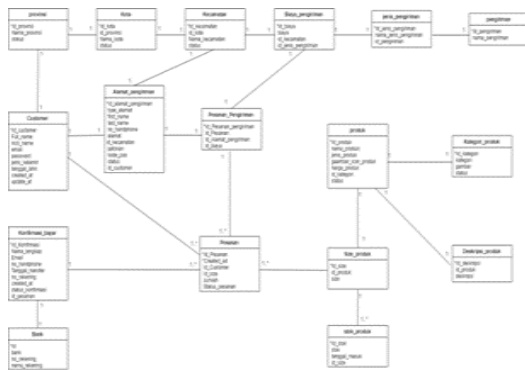 provinsi
*id_provinsi
Nama_provinsi
status
Kota
*id_kota
id_provinsi
Nama_kota
status
Kecamatan
*id_kecamatan
id_kota
Nama_kecamatan
status
Biaya_pengiriman
*id_biaya
biaya
id_kecamatan
id_jenis_pengiriman
jenis_pengiriman
*id_jenis_pengiriman
nama_jenis_pengiriman
id_pengiriman
pengiriman
*id_pengiriman
nama_pengiriman
Customer
*id_customer
Full_name
nick_name
email
password
jenis_kelamin
tanggal_lahir
created_at
update_at
Alamat_pengiriman
*id_alamat_pengiriman
first_name
last_name
no_handphone
alamat
id_kecamatan
kode_pos
status
id_customer
Pesanan_Pengiriman
*id_Pesanan_pengiriman
id_Pesanan
id_alamat_pengiriman
id_biaya
produk
*id_produk
nama_produk
jenis_produk
harga_produk
id_kategori
status
Kategori_produk
*id_kategori
kategori
gambar
status
Konfirmasi_bayar
*id_Konfirmasi
Nama_lengkap
Email
no_handphone
Tanggal_transfer
no_rekening
created_at
status_konfirmasi
id_pesanan
Pesanan
*id_Pesanan
Created_at
id_Customer
id_size
Jumlah
Status_pesanan
Size_produk
*id_size
id_produk
size
Deskripsi_produk
*id_deskripsi
id_produk
deskripsi
Bank
*id
bank
no_rekening
nama_rekening
stok_produk
*id_stok
stok
tanggal_masuk
id_size